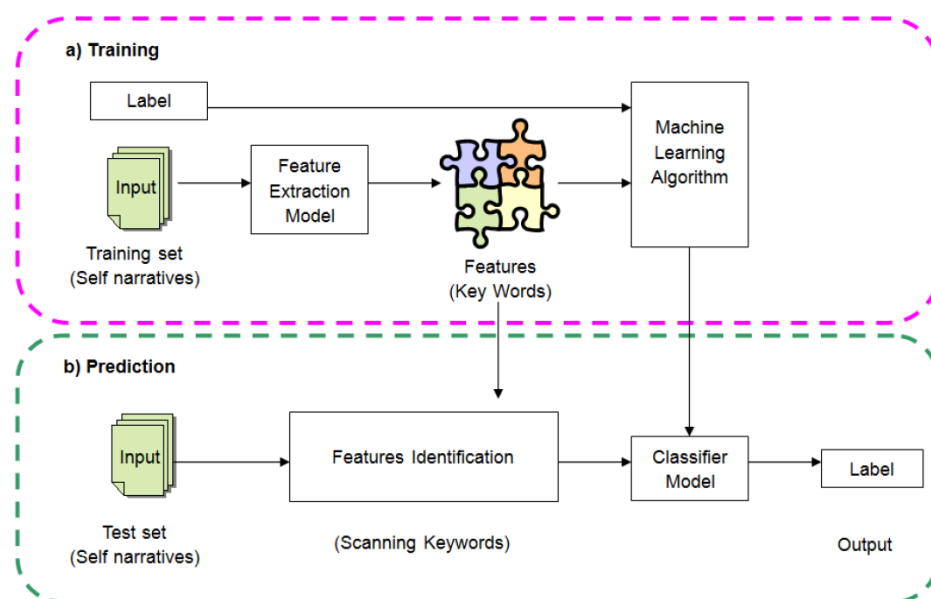 a) Training
Label
Machine
Learning
Algorithm
Input
Feature
Extraction
Model
Training set
(Self narratives)
Features
(Key Words)
b) Prediction
Input
Features Identification
Classifier
Model
Label
Test set
(Self narratives)
(Scanning Keywords)
Output